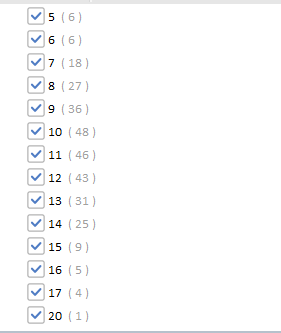 5 ( 6 )
6 ( 6 )
7 ( 18 )
8 ( 27 )
9 ( 36 )
10 ( 48 )
11 ( 46 )
12 ( 43 )
13 ( 31 )
14 ( 25 )
15 ( 9 )
16 ( 5 )
17 ( 4 )
20 ( 1 )